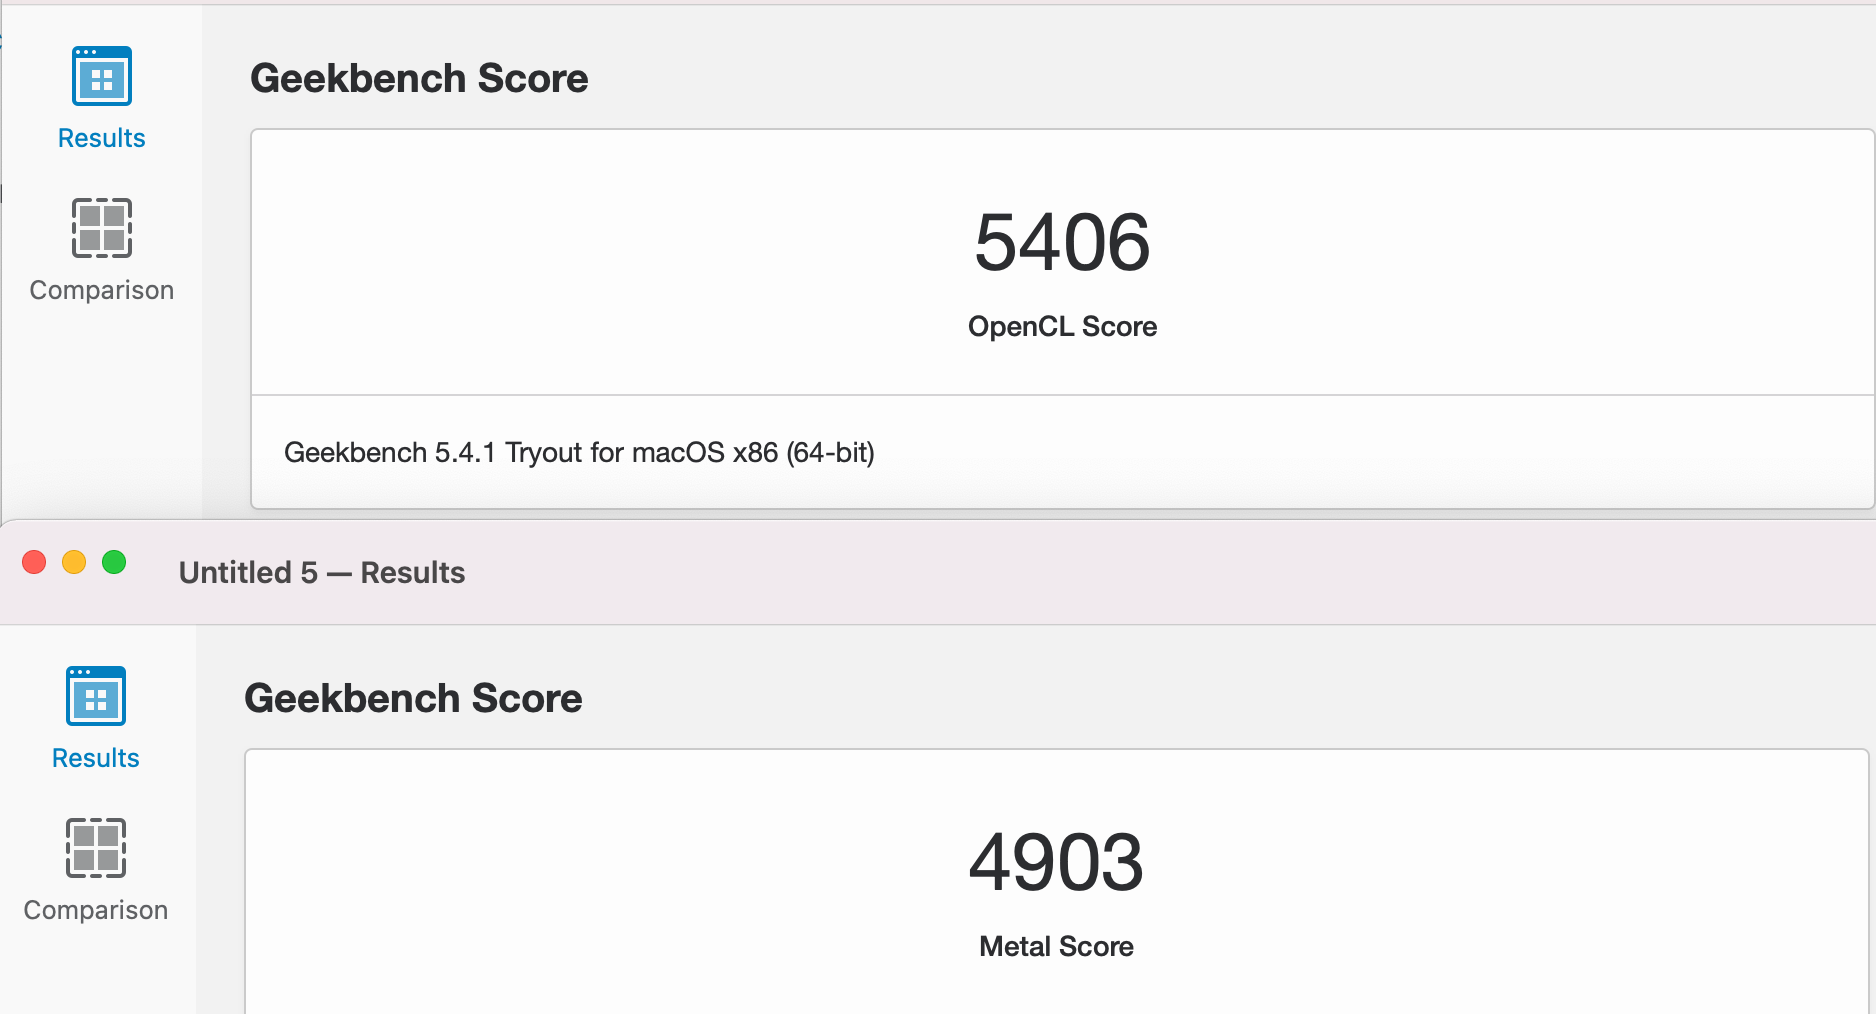 Geekbench Score
Results
Comparison
5406
OpenCL Score
Geekbench 5.4.1 Tryout for macOS x86 (64-bit)
Untitled 5 — Results
Geekbench Score
Results
Comparison
4903
Metal Score